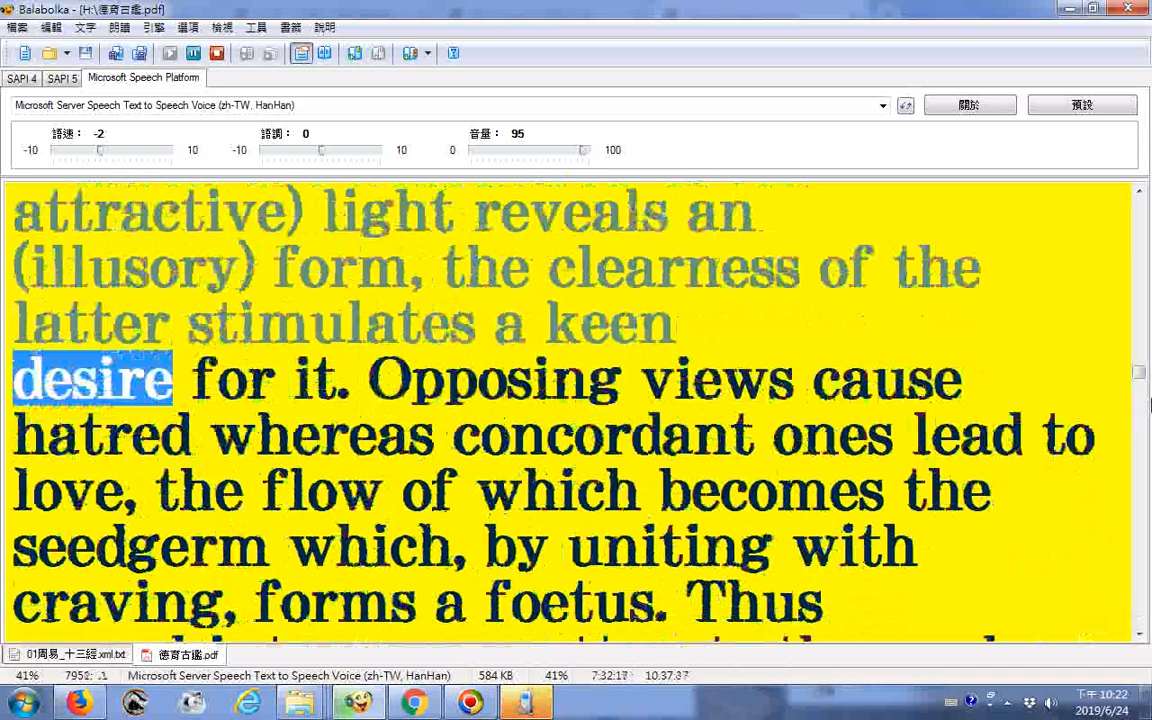 Balabolka - [H:\德育古鑑.pdf]
檔案 編輯 文字 朗讀 引擎 選項 檢視 工具 書籤 說明
SAPI 4 SAPI 5 Microsoft Speech Platform
Microsoft Server Speech Text to Speech Voice (zh-TW, HanHan) 關於 預設
語速： -2 語調： 0 音量： 95
-10 10 -10 10 0 100
attractive) light reveals an
(illusory) form, the clearness of the
latter stimulates a keen
desire for it. Opposing views cause
hatred whereas concordant ones lead to
love, the flow of which becomes the
seedgerm which, by uniting with
craving, forms a foetus. Thus
01周易_十三經.xml.txt 德育古鑑.pdf
41% Microsoft Server Speech Text to Speech Voice (zh-TW, HanHan) 584 KB 41% 7:32:17 10:37:37
下午 10:22
2019/6/24